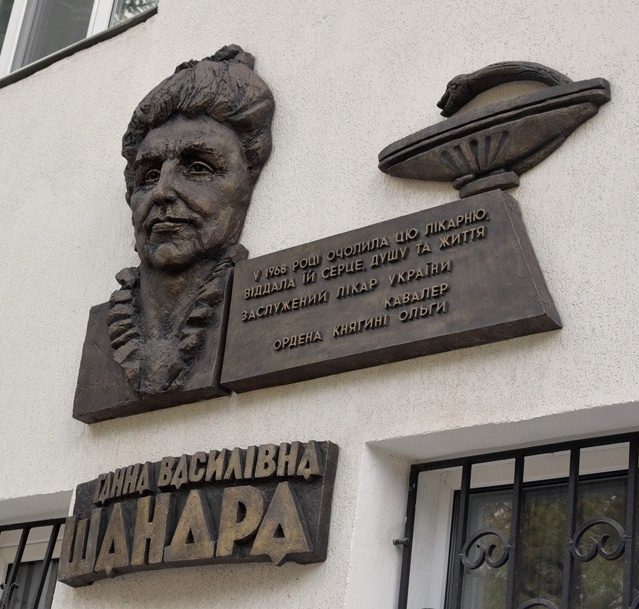 У 1968 РОЦІ ОЧОЛИЛА ЦЮ ЛІКАРНЮ,
ВІДДАЛА ЇЙ СЕРЦЕ, ДУШУ ТА ЖИТТЯ
ЗАСЛУЖЕНИЙ ЛІКАР УКРАЇНИ
КАВАЛЕР
ОРДЕНА КНЯГИНІ ОЛЬГИ
ГАННА ВАСИЛІВНА
ШАНДРА